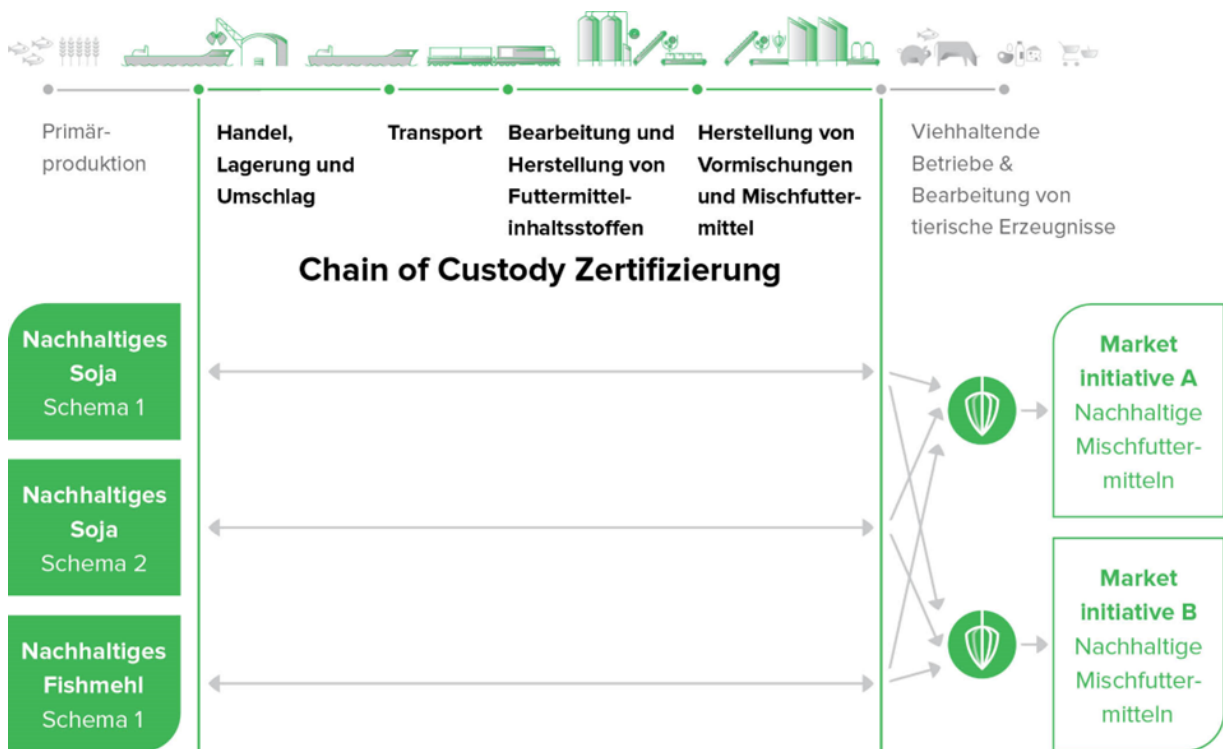 Primär-
produktion
Handel,
Lagerung und
Umschlag
Transport
Bearbeitung und
Herstellung von
Futtermittel-
inhaltsstoffen
Herstellung von
Vormischungen
und Mischfutter-
mittel
Viehhaltende
Betriebe &
Bearbeitung von
tierische Erzeugnisse
Chain of Custody Zertifizierung
Nachhaltiges
Soja
Schema 1
Nachhaltiges
Soja
Schema 2
Nachhaltiges
Fishmehl
Schema 1
Market
initiative A
Nachhaltige
Mischfutter-
mitteln
Market
initiative B
Nachhaltige
Mischfutter-
mitteln